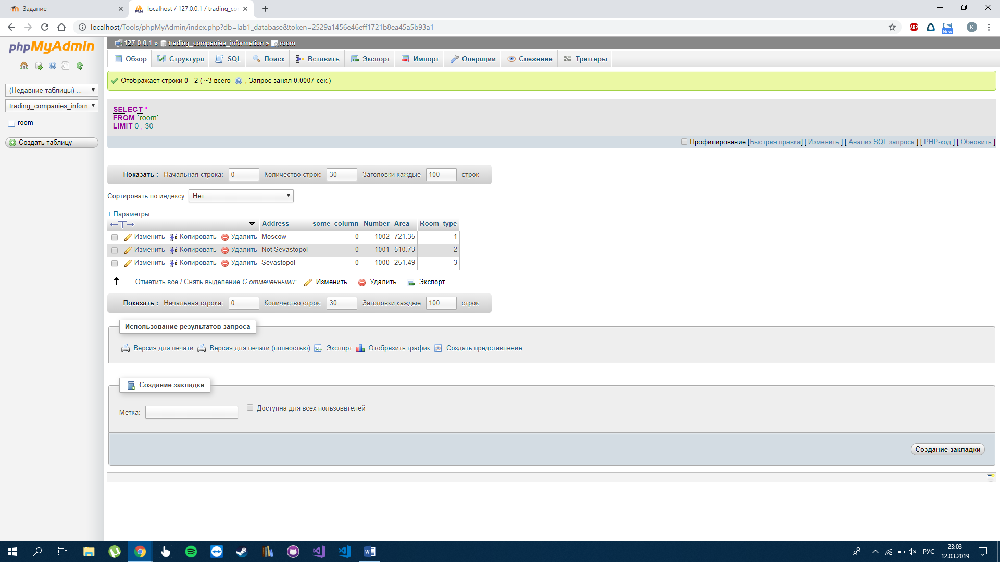 Задание
localhost / 127.0.0.1 / trading_co
localhost/Tools/phpMyAdmin/index.php?db=lab1_database&token=2529a1456e46eff1721b8ea45a5b93a1
ABP
New
K
phpMyAdmin
(Недавние таблицы) ...
trading_companies_inforr
room
Создать таблицу
127.0.0.1 » trading_companies_information » room
Обзор Структура SQL Поиск Вставить Экспорт Импорт Операции Слежение Триггеры
Отображает строки 0 - 2 ( ~3 всего , Запрос занял 0.0007 сек.)
SELECT *
FROM `room`
LIMIT 0 , 30
Профилирование [Быстрая правка] [ Изменить ] [ Анализ SQL запроса ] [ PHP-код ] [ Обновить ]
Показать : Начальная строка: 0 Количество строк: 30 Заголовки каждые 100 строк
Сортировать по индексу: Нет
+ Параметры
←T→ Address some_column Number Area Room_type
Изменить Копировать Удалить Moscow 0 1002 721.35 1
Изменить Копировать Удалить Not Sevastopol 0 1001 510.73 2
Изменить Копировать Удалить Sevastopol 0 1000 251.49 3
Отметить все / Снять выделение С отмеченными: Изменить Удалить Экспорт
Показать : Начальная строка: 0 Количество строк: 30 Заголовки каждые 100 строк
Использование результатов запроса
Версия для печати Версия для печати (полностью) Экспорт Отобразить график Создать представление
Создание закладки
Метка: Доступна для всех пользователей
Создание закладки
РУС
23:03
12.03.2019